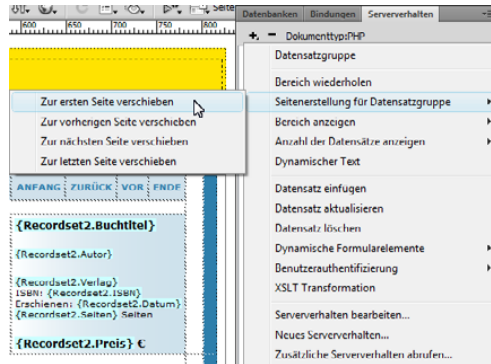 Seite
600 650 700 750 800
Datenbanken Bindungen Serververhalten
Dokumenttyp:PHP
Datensatzgruppe
Bereich wiederholen
Seitenerstellung für Datensatzgruppe
Bereich anzeigen
Anzahl der Datensätze anzeigen
Dynamischer Text
Datensatz einfügen
Datensatz aktualisieren
Datensatz löschen
Dynamische Formularelemente
Benutzerauthentifizierung
XSLT Transformation
Serververhalten bearbeiten...
Neues Serververhalten...
Zusätzliche Serververhalten abrufen...
Zur ersten Seite verschieben
Zur vorherigen Seite verschieben
Zur nächsten Seite verschieben
Zur letzten Seite verschieben
ANFANG ZURÜCK VOR ENDE
{Recordset2.Buchtitel}
{Recordset2.Autor}
{Recordset2.Verlag}
ISBN: {Recordset2.ISBN}
Erschienen: {Recordset2.Datum}
{Recordset2.Seiten} Seiten
{Recordset2.Preis} €